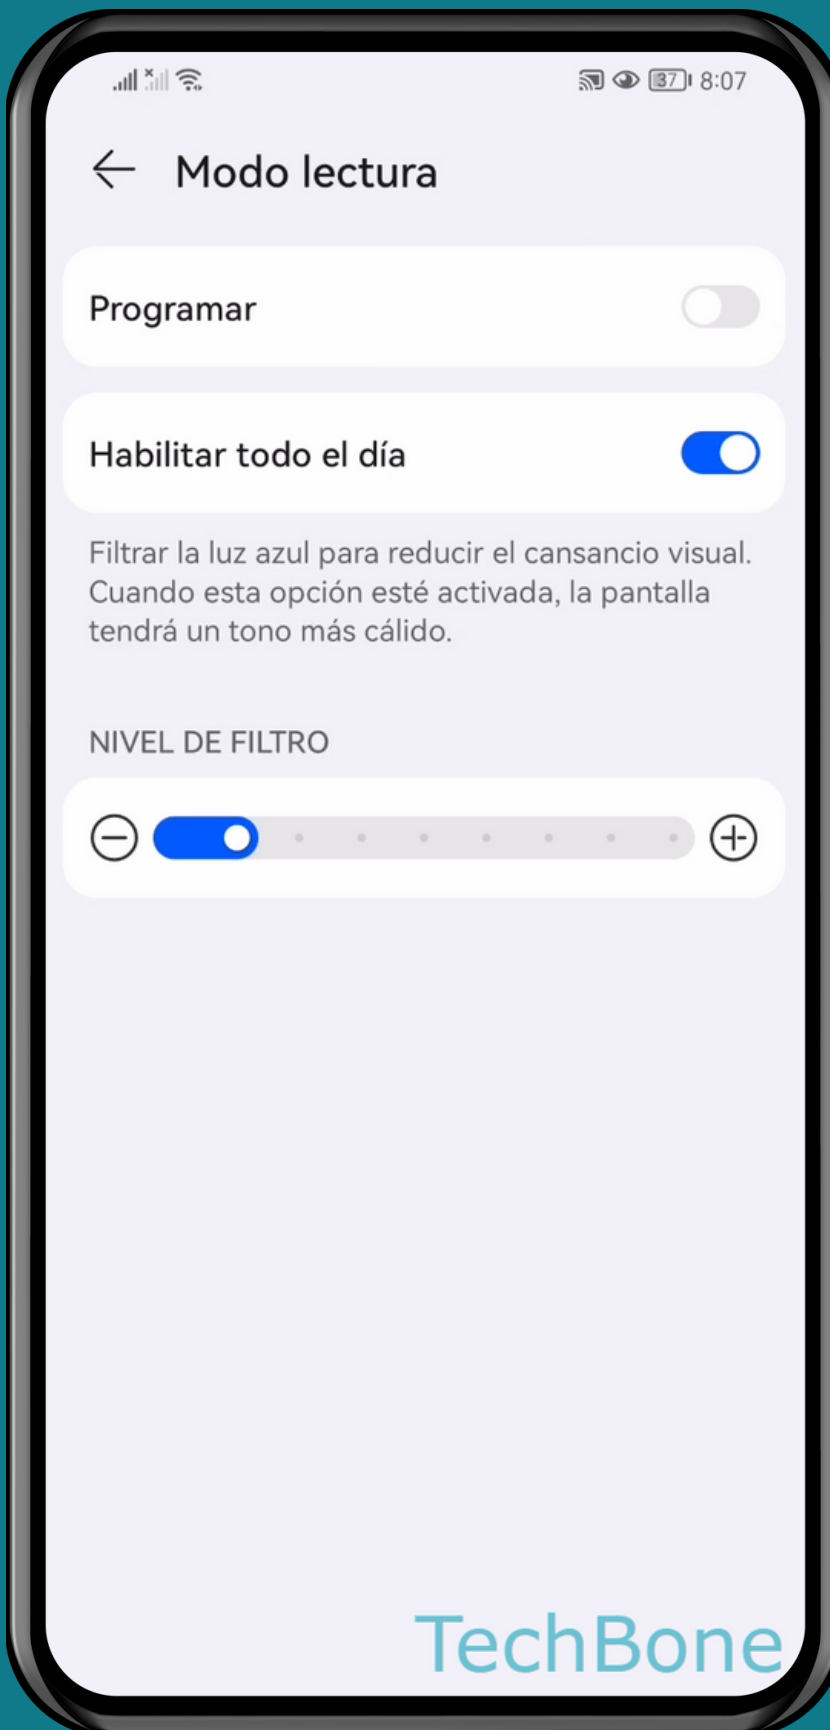 37 8:07
Modo lectura
Programar
Habilitar todo el día
Filtrar la luz azul para reducir el cansancio visual.
Cuando esta opción esté activada, la pantalla
tendrá un tono más cálido.
NIVEL DE FILTRO
TechBone